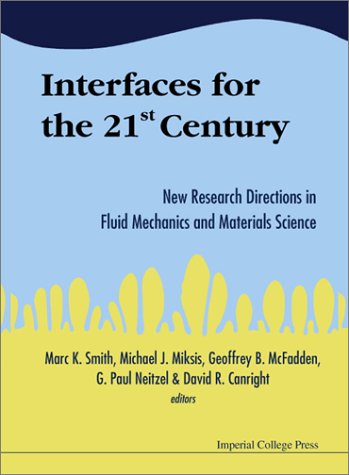 Interfaces for
the 21st Century
New Research Directions in
Fluid Mechanics and Materials Science
Marc K. Smith, Michael J. Miksis, Geoffrey B. McFadden,
G. Paul Neitzel & David R. Canright
editors
Imperial College Press